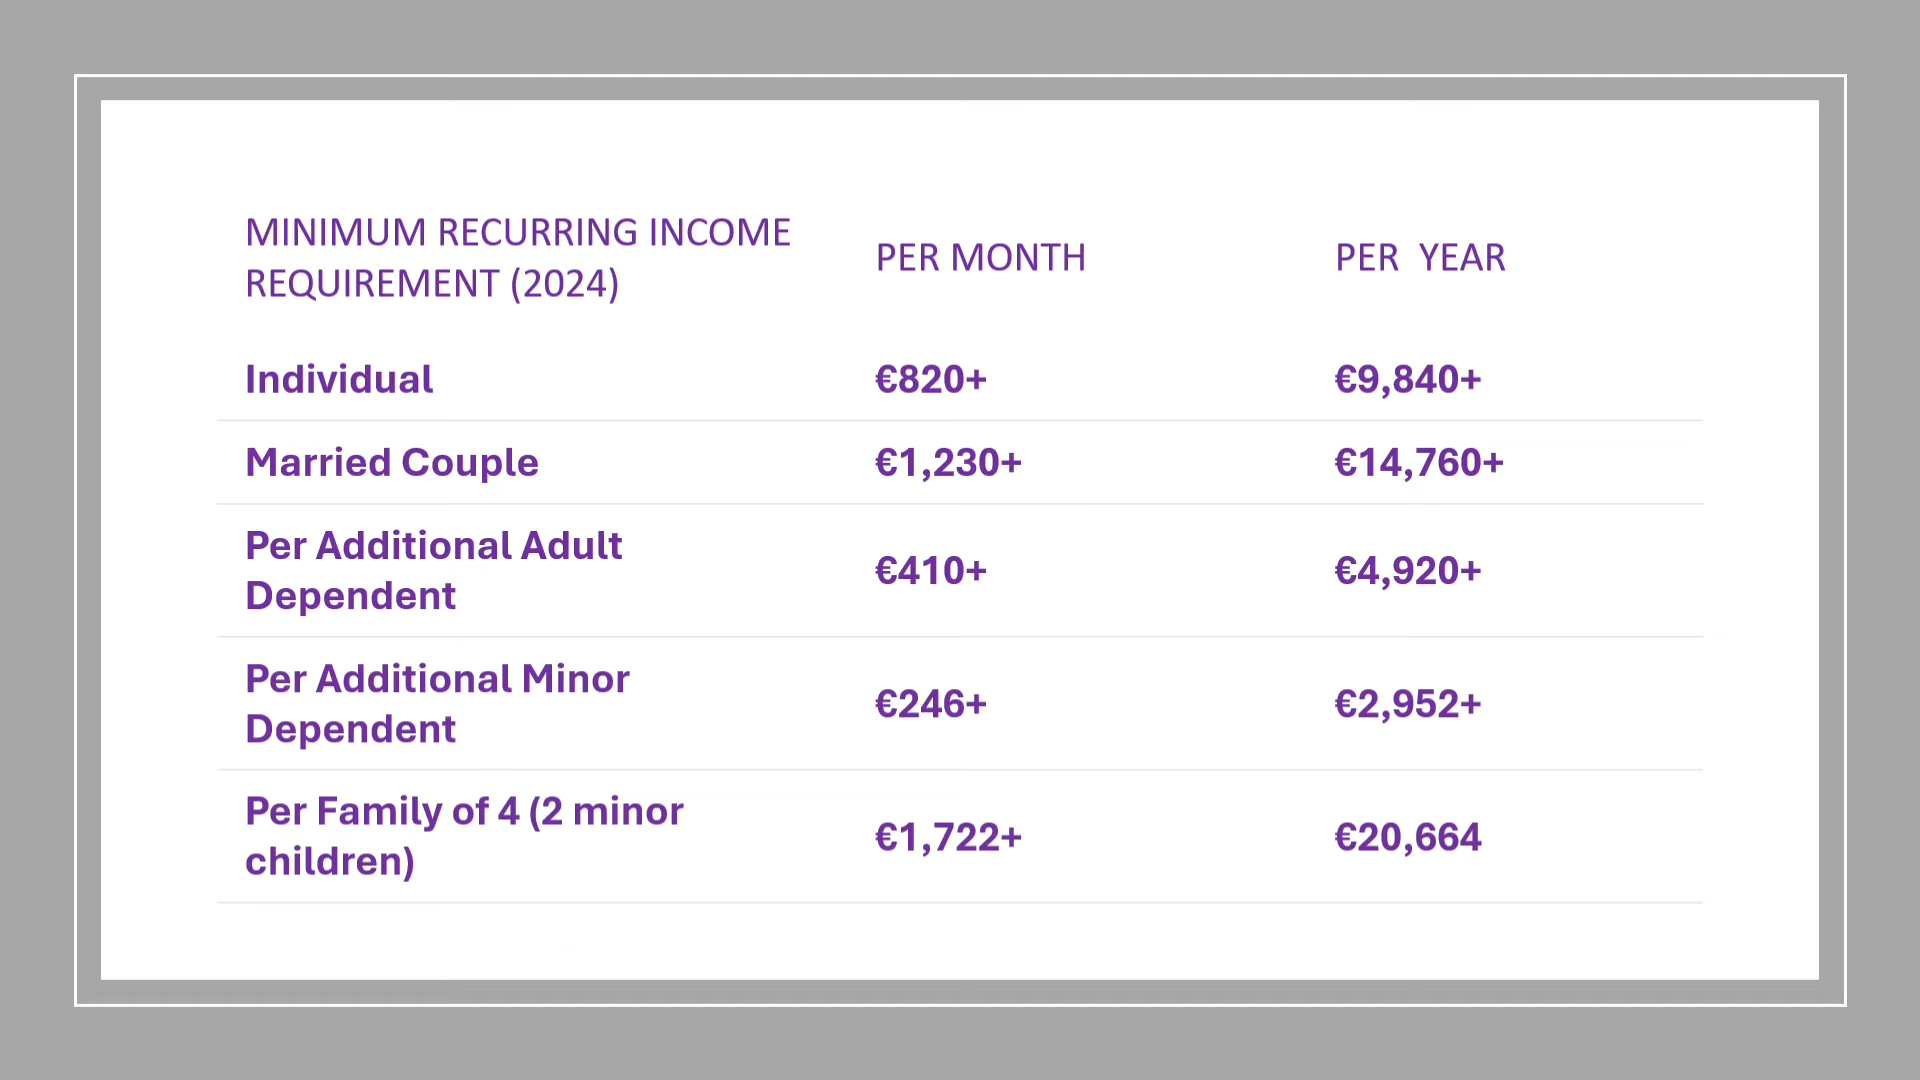 MINIMUM RECURRING INCOME
REQUIREMENT (2024)
PER MONTH
PER YEAR
Individual
€820+
€9,840+
Married Couple
€1,230+
€14,760+
Per Additional Adult
Dependent
€410+
€4,920+
Per Additional Minor
Dependent
€246+
€2,952+
Per Family of 4 (2 minor
children)
€1,722+
€20,664